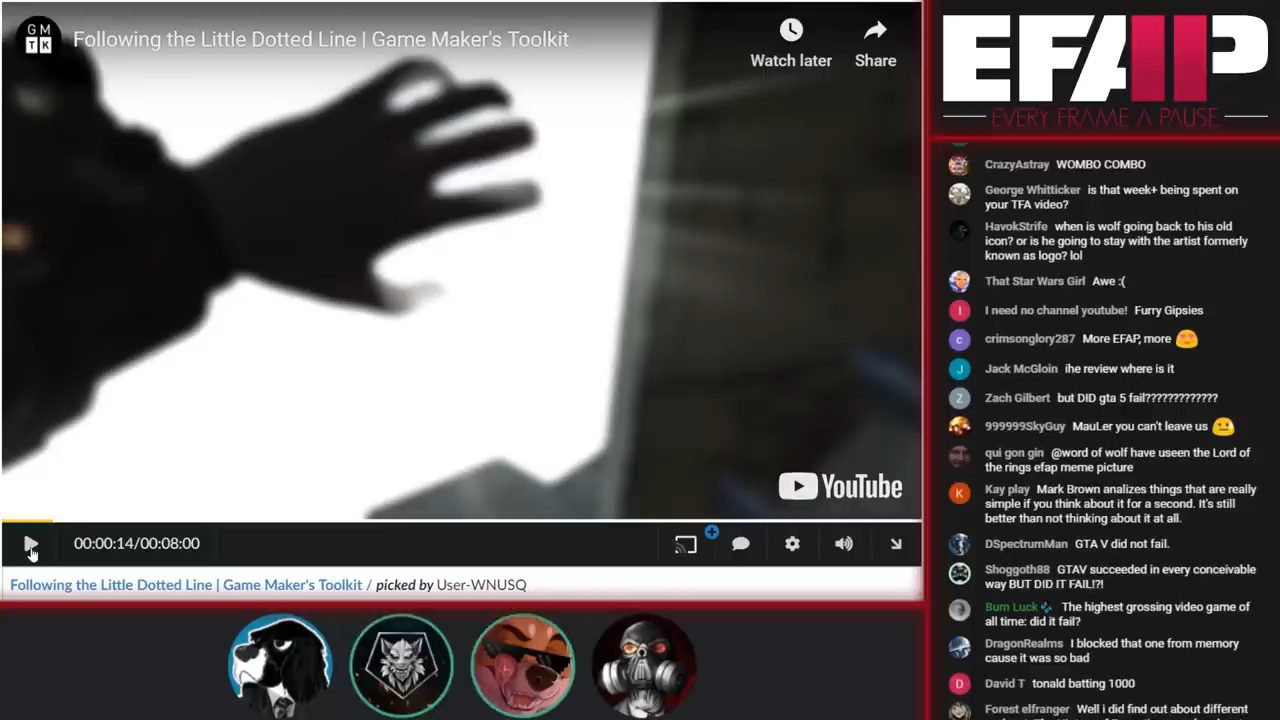 GM
TK
Following the Little Dotted Line | Game Maker's Toolkit
Watch later
Share
YouTube
00:00:14/00:08:00
Following the Little Dotted Line | Game Maker's Toolkit / picked by User-WNUSQ
EFAP
EVERY FRAME A PAUSE
CrazyAstray WOMBO COMBO
George Whitticker is that week+ being spent on
your TFA video?
HavokStrife when is wolf going back to his old
icon? or is he going to stay with the artist formerly
known as logo? lol
That Star Wars Girl Awe :(
I
I need no channel youtube! Furry Gipsies
c
crimsonglory287 More EFAP, more 😍
J
Jack McGloin ihe review where is it
Z
Zach Gilbert but DID gta 5 fail?????????????
999999SkyGuy MauLer you can't leave us 😐
qui gon gin @word of wolf have useen the Lord of
the rings efap meme picture
K
Kay play Mark Brown analizes things that are really
simple if you think about it for a second. It's still
better than not thinking about it at all.
DSpectrumMan GTA V did not fail.
Shoggoth88 GTAV succeeded in every conceivable
way BUT DID IT FAIL!?!
Bum Luck The highest grossing video game of
all time: did it fail?
DragonRealms I blocked that one from memory
cause it was so bad
D
David T tonald batting 1000
Forest elfranger Well i did find out about different